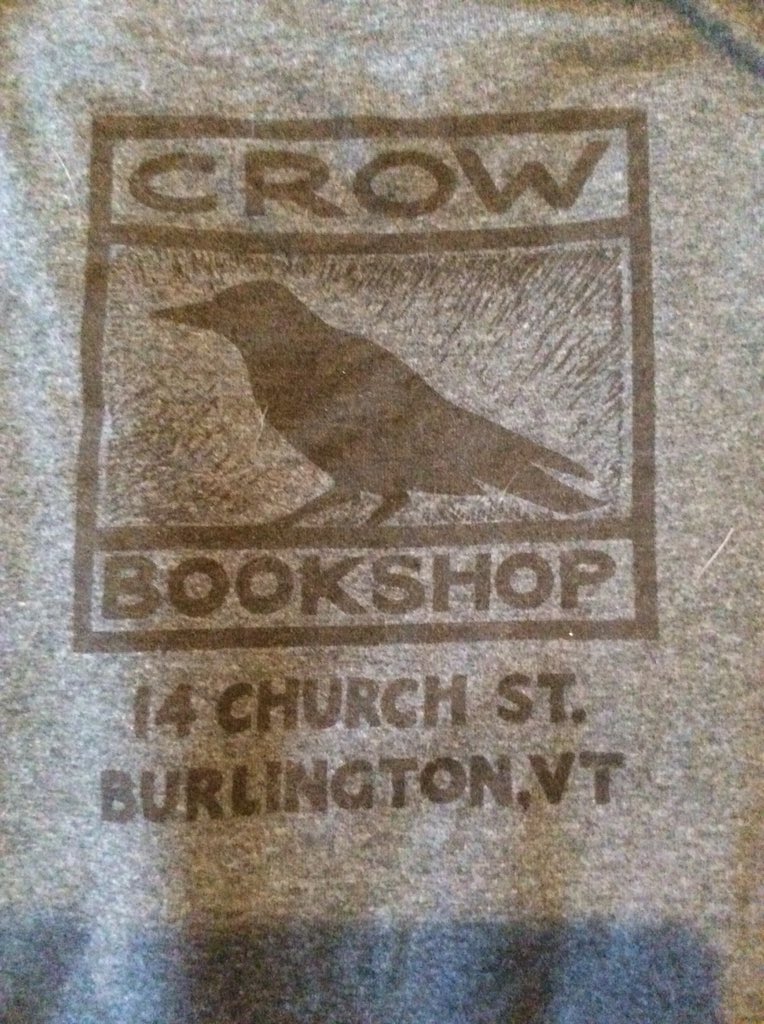 CROW
BOOKSHOP
14 CHURCH ST.
BURLINGTON, VT